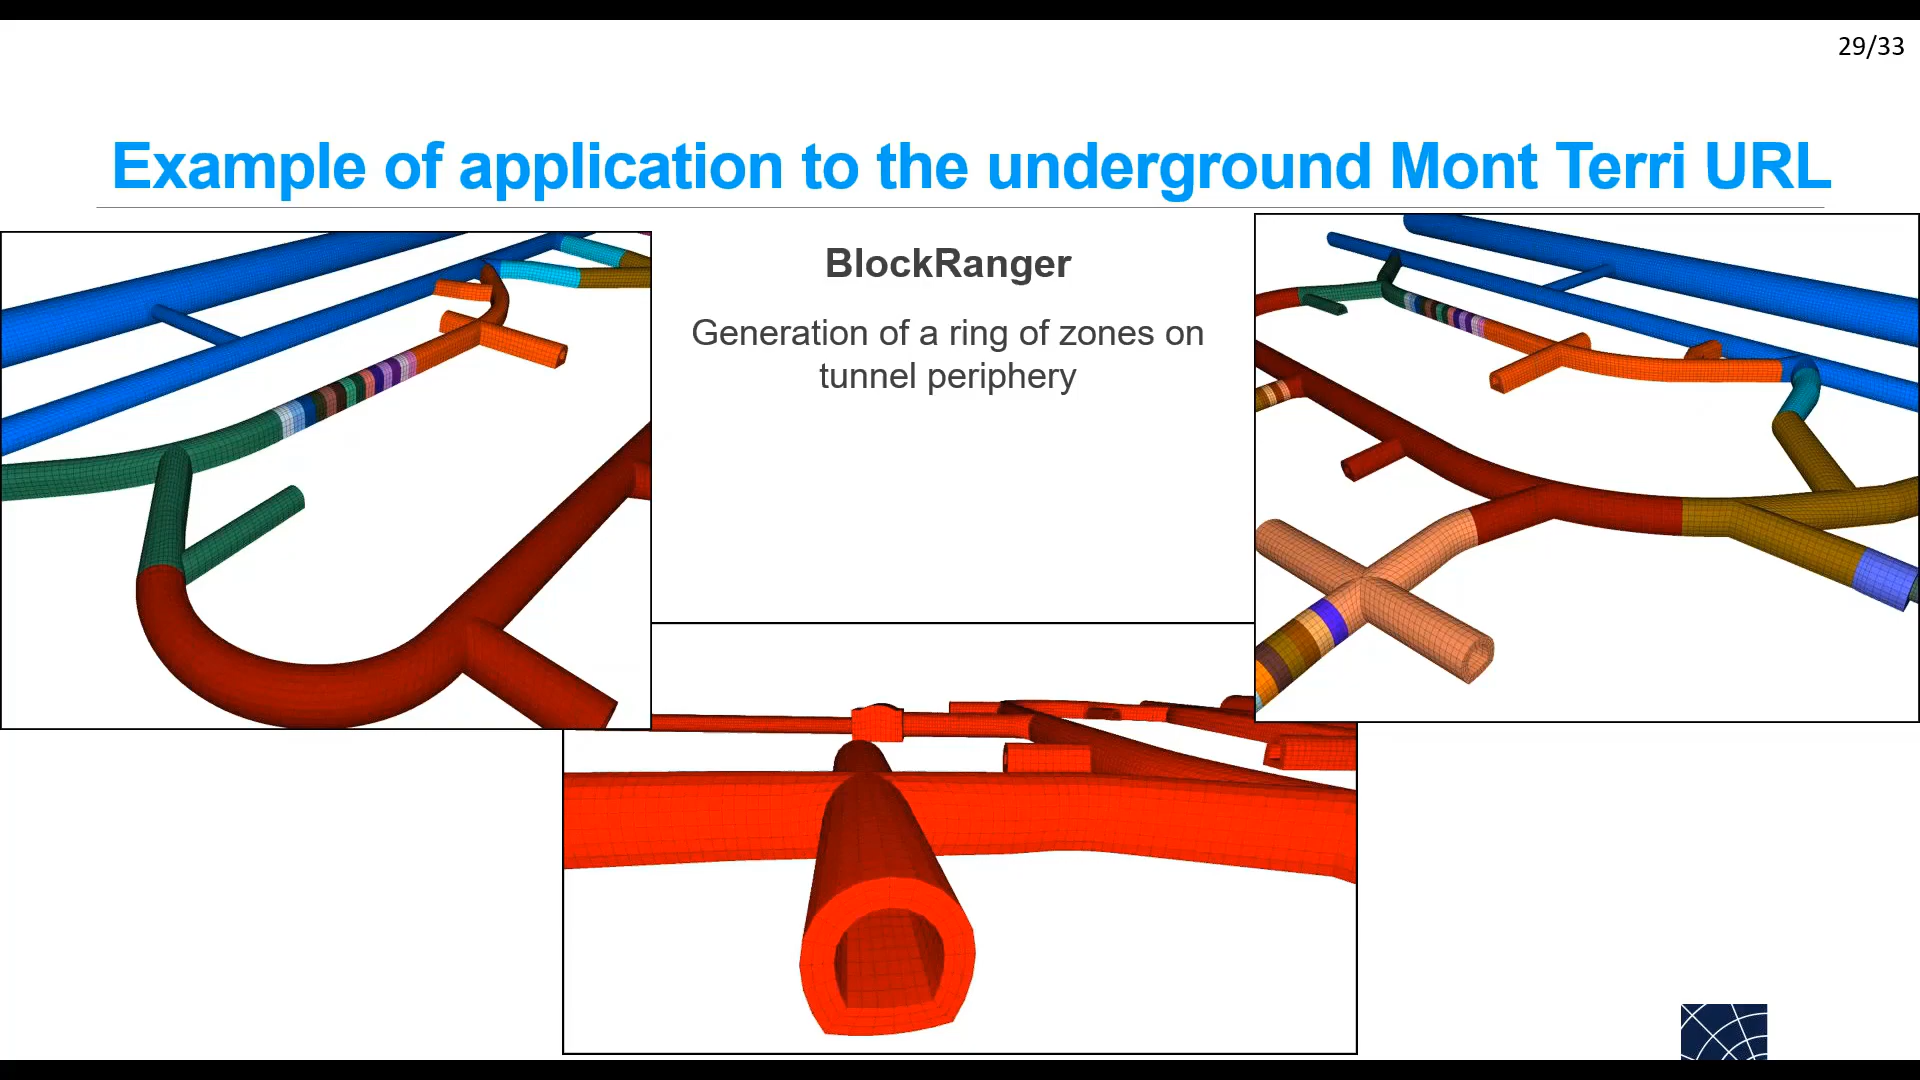 29/33
Example of application to the underground Mont Terri URL
BlockRanger
Generation of a ring of zones on
tunnel periphery